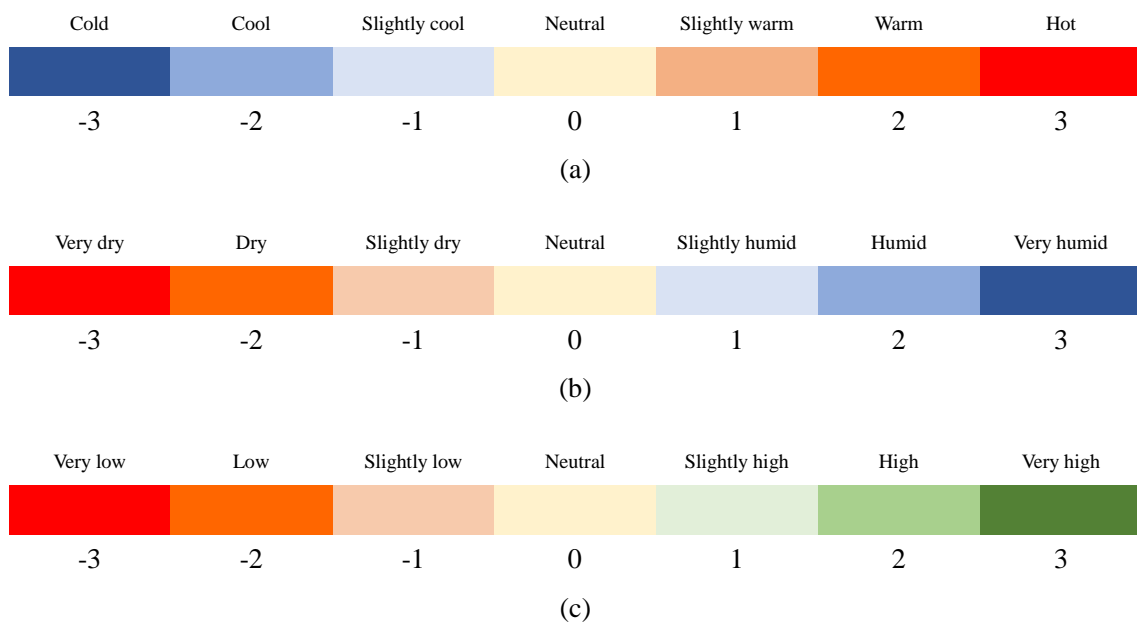 Cold Cool Slightly cool Neutral Slightly warm Warm Hot
-3 -2 -1 0 1 2 3
(a)
Very dry Dry Slightly dry Neutral Slightly humid Humid Very humid
-3 -2 -1 0 1 2 3
(b)
Very low Low Slightly low Neutral Slightly high High Very high
-3 -2 -1 0 1 2 3
(c)